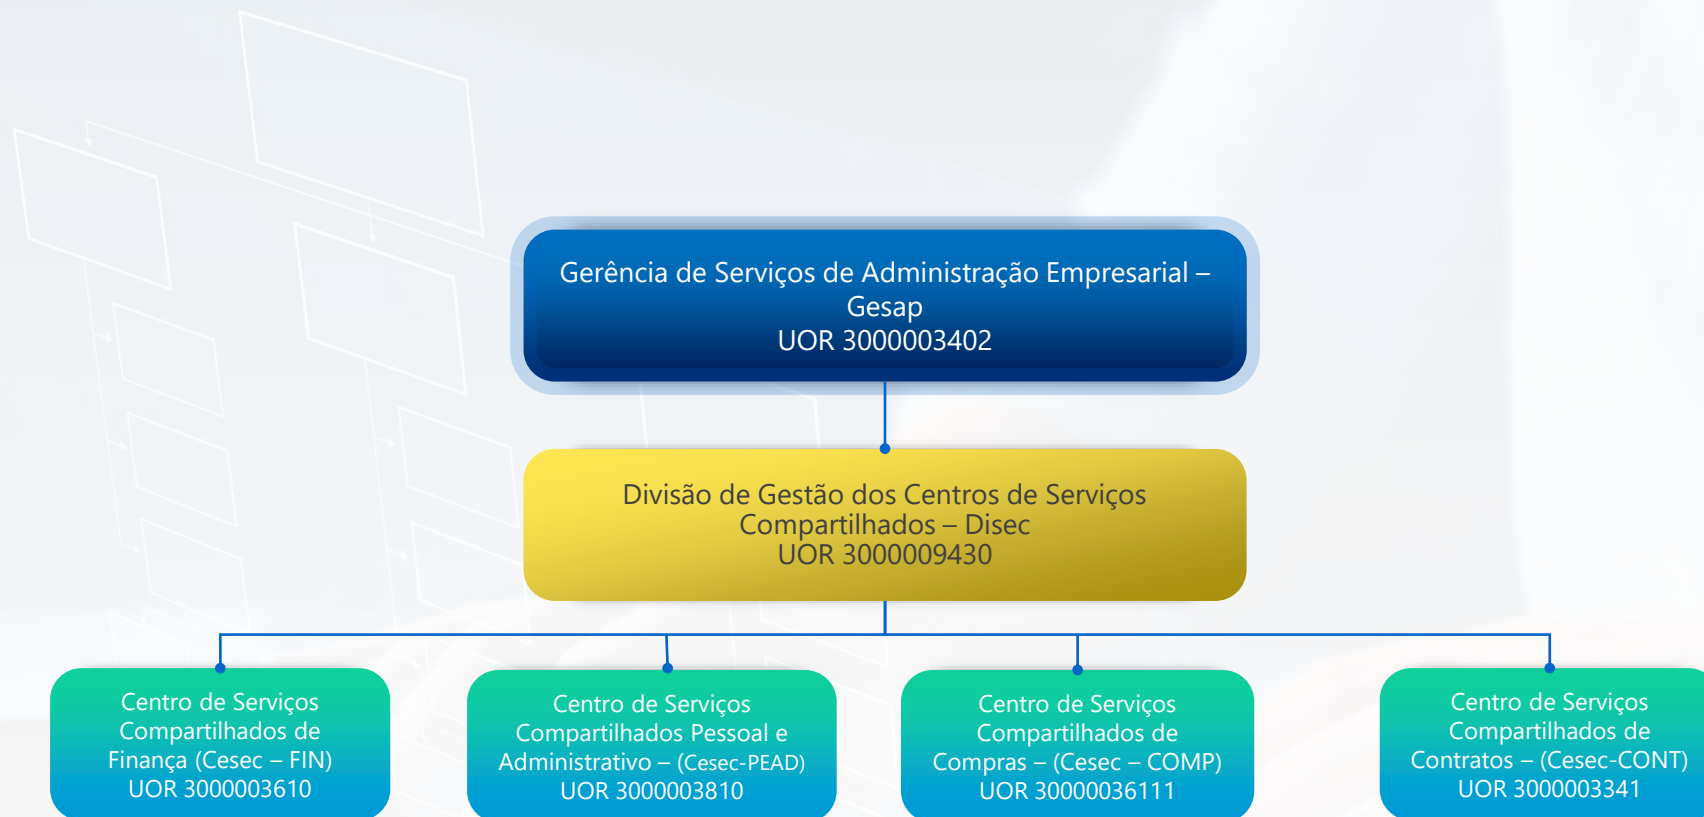 Gerência de Serviços de Administração Empresarial –
Gesap
UOR 3000003402
Divisão de Gestão dos Centros de Serviços
Compartilhados – Disec
UOR 3000009430
Centro de Serviços
Compartilhados de
Finança (Cesec – FIN)
UOR 3000003610
Centro de Serviços
Compartilhados Pessoal e
Administrativo – (Cesec-PEAD)
UOR 3000003810
Centro de Serviços
Compartilhados de
Compras – (Cesec – COMP)
UOR 30000036111
Centro de Serviços
Compartilhados de
Contratos – (Cesec-CONT)
UOR 3000003341